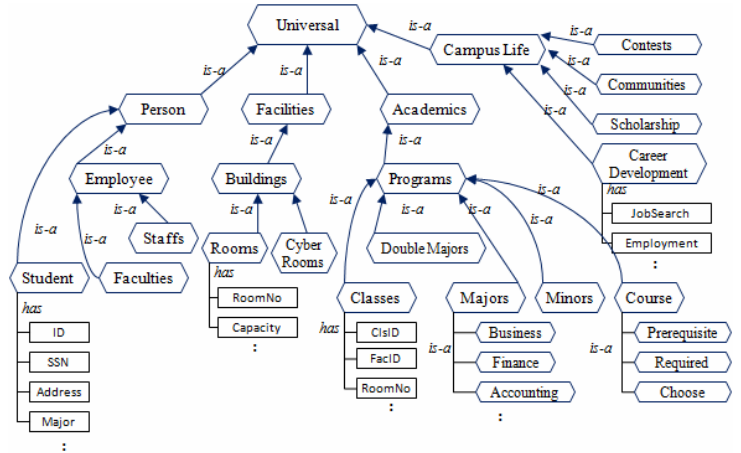 Universal
is-a
Campus Life
is-a
Contests
is-a
Communities
is-a
Scholarship
is-a
is-a
is-a
Person
Facilities
Academics
is-a
Career
Development
has
JobSearch
Employment
:
is-a
is-a
is-a
Employee
Buildings
Programs
is-a
is-a
is-a
is-a
is-a
is-a
is-a
is-a
Staffs
Rooms
Cyber
Rooms
Double Majors
Student
Faculties
has
ID
SSN
Address
Major
:
has
RoomNo
Capacity
:
Classes
has
ClsID
FacID
RoomNo
:
Majors
is-a
Business
Finance
Accounting
:
Minors
Course
is-a
Prerequisite
Required
Choose
: